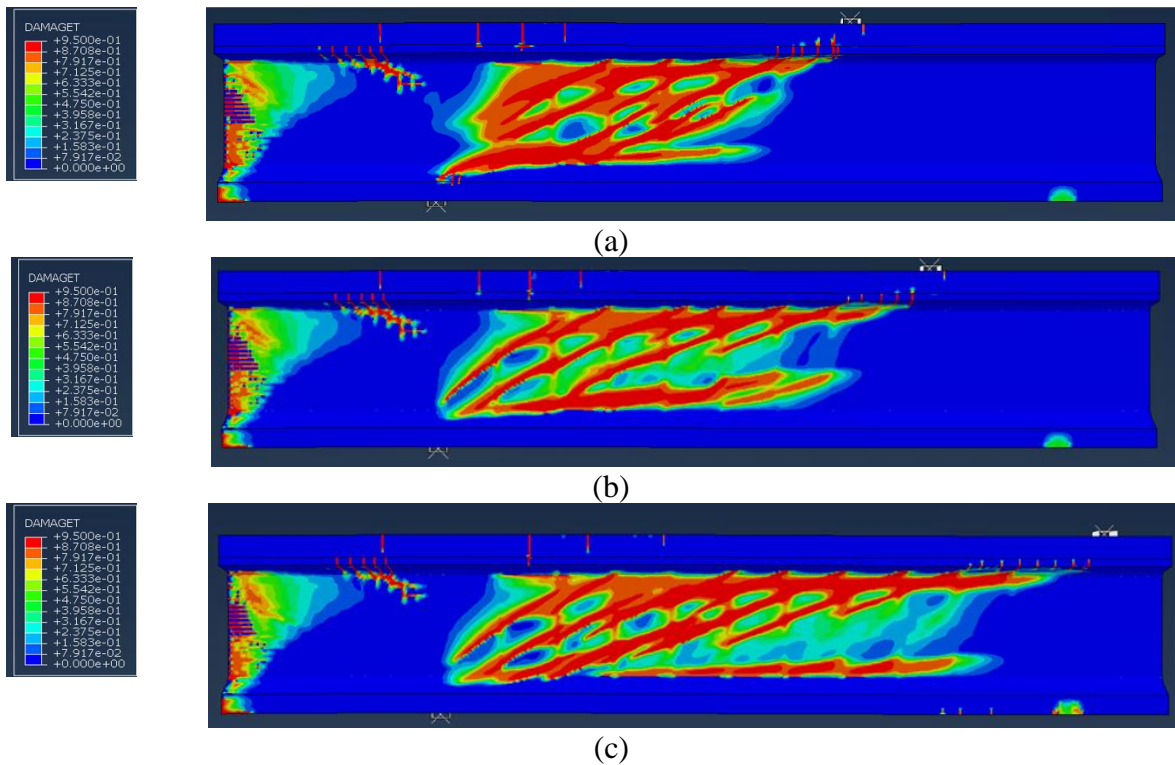 DAMAGET
+9.500e-01
+8.708e-01
+7.917e-01
+7.125e-01
+6.333e-01
+5.542e-01
+4.750e-01
+3.958e-01
+3.167e-01
+2.375e-01
+1.583e-01
+7.917e-02
+0.000e+00
(a)
DAMAGET
+9.500e-01
+8.708e-01
+7.917e-01
+7.125e-01
+6.333e-01
+5.542e-01
+4.750e-01
+3.958e-01
+3.167e-01
+2.375e-01
+1.583e-01
+7.917e-02
+0.000e+00
(b)
DAMAGET
+9.500e-01
+8.708e-01
+7.917e-01
+7.125e-01
+6.333e-01
+5.542e-01
+4.750e-01
+3.958e-01
+3.167e-01
+2.375e-01
+1.583e-01
+7.917e-02
+0.000e+00
(c)